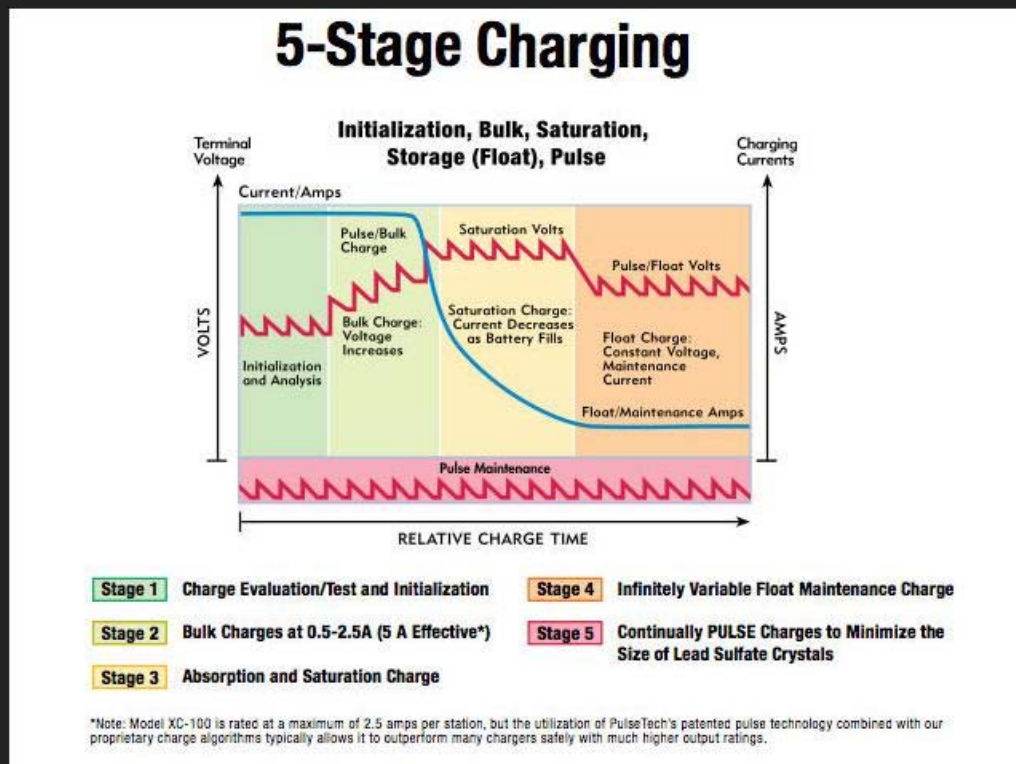 5-Stage Charging
Initialization, Bulk, Saturation,
Storage (Float), Pulse
Terminal
Voltage
Charging
Currents
Current/Amps
Pulse/Bulk
Charge
Saturation Volts
Pulse/Float Volts
VOLTS
AMPS
Bulk Charge:
Voltage
Increases
Saturation Charge:
Current Decreases
as Battery Fills
Float Charge:
Constant Voltage,
Maintenance
Current
Initialization
and Analysis
Float/Maintenance Amps
Pulse Maintenance
RELATIVE CHARGE TIME
Stage 1 Charge Evaluation/Test and Initialization
Stage 2 Bulk Charges at 0.5-2.5A (5 A Effective*)
Stage 3 Absorption and Saturation Charge
Stage 4 Infinitely Variable Float Maintenance Charge
Stage 5 Continually PULSE Charges to Minimize the
Size of Lead Sulfate Crystals
*Note: Model XC-100 is rated at a maximum of 2.5 amps per station, but the utilization of PulseTech's patented pulse technology combined with our
proprietary charge algorithms typically allows it to outperform many chargers safely with much higher output ratings.